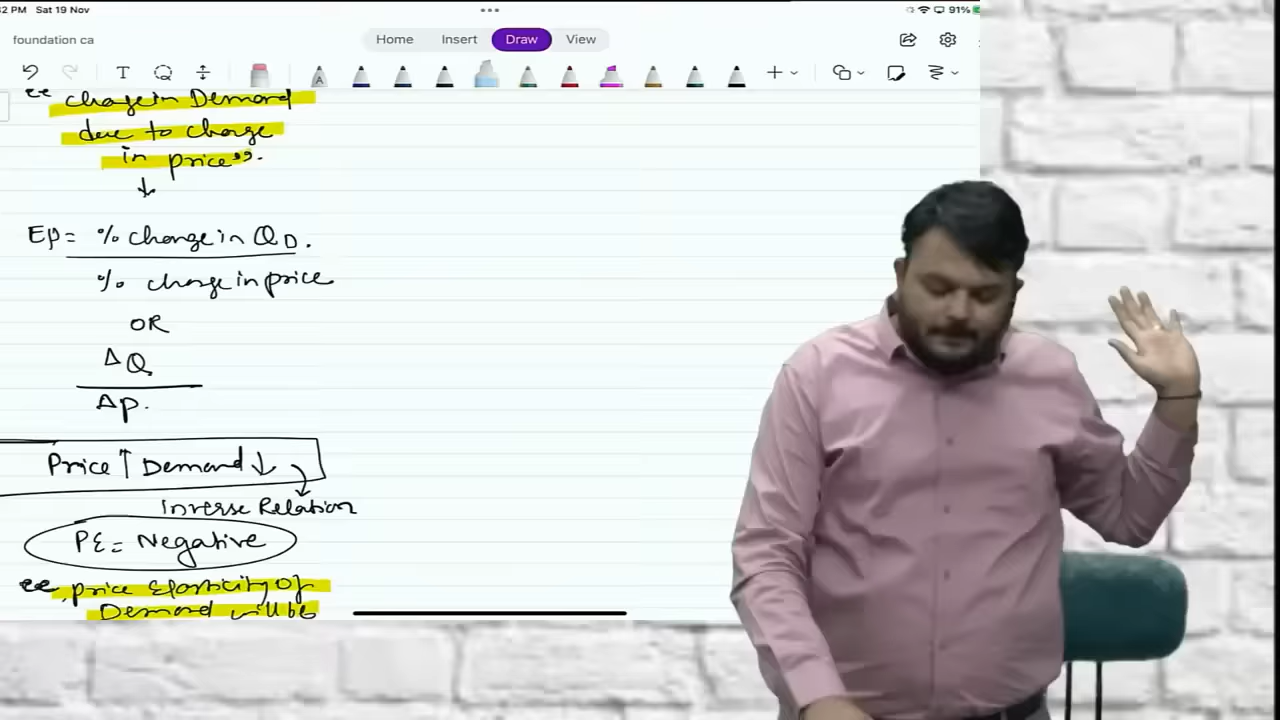 2 PM Sat 19 Nov
91%
foundation ca
Home Insert Draw View
T
A
"change in Demand
due to change
in price".
↓
Ep = % change in QD.
% change in price
OR
ΔQ
ΔP.
Price ↑ Demand ↓
Inverse Relation
PE = Negative
"price Elasticity Of
Demand will be